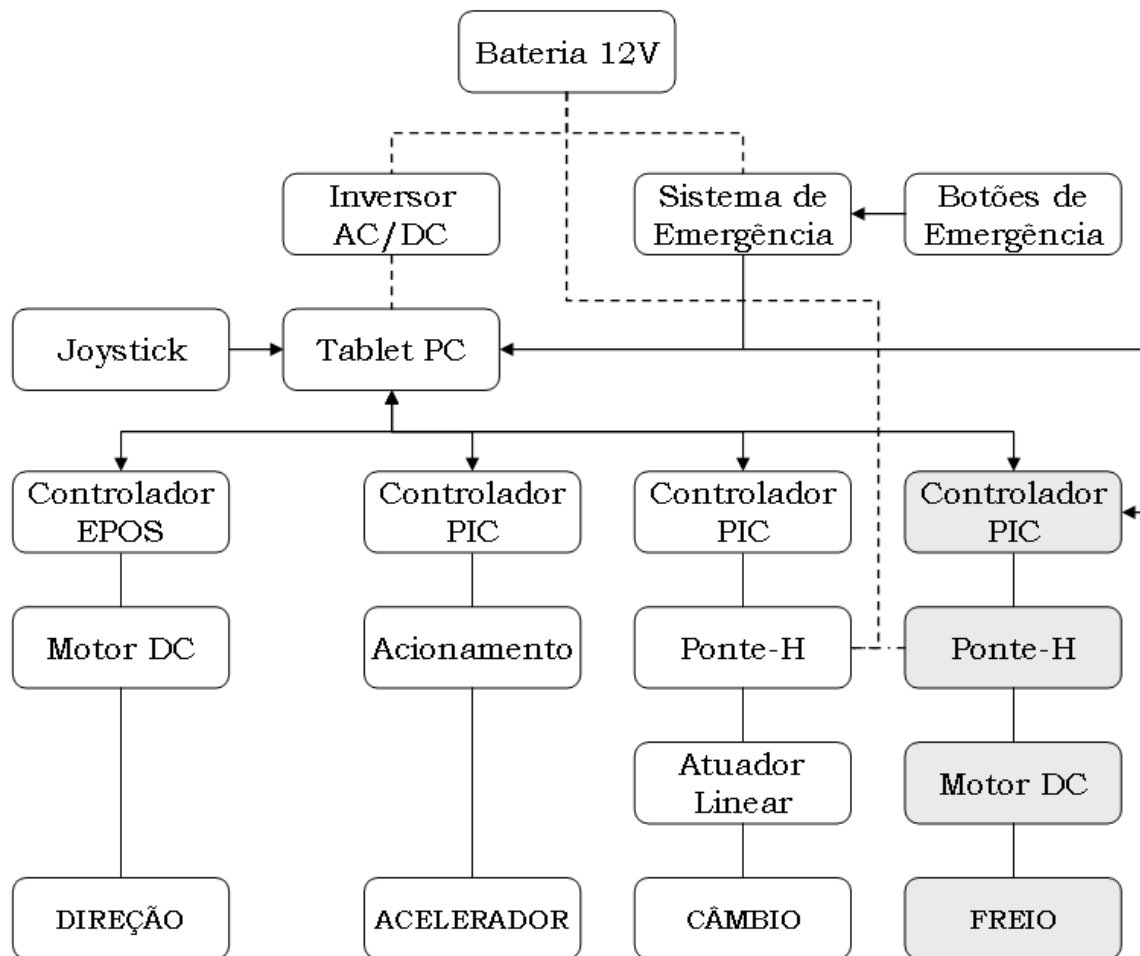 Bateria 12V
Inversor
AC/DC
Sistema de
Emergência
Botões de
Emergência
Joystick
Tablet PC
Controlador
EPOS
Controlador
PIC
Controlador
PIC
Controlador
PIC
Motor DC
Acionamento
Ponte-H
Ponte-H
Atuador
Linear
Motor DC
DIREÇÃO
ACELERADOR
CÂMBIO
FREIO